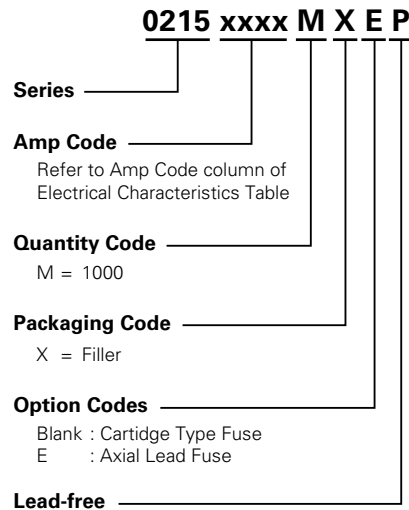 0215 xxxx M X E P
Series
Amp Code
Refer to Amp Code column of
Electrical Characteristics Table
Quantity Code
M = 1000
Packaging Code
X = Filler
Option Codes
Blank : Cartidge Type Fuse
E : Axial Lead Fuse
Lead-free